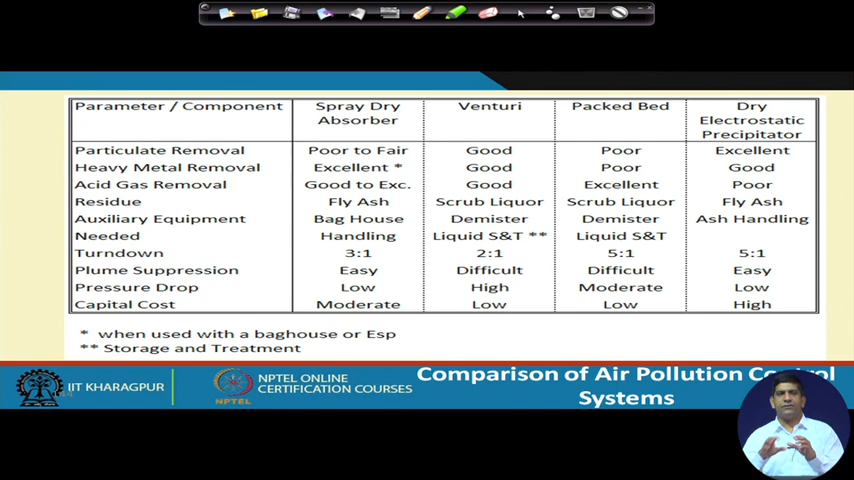 Parameter / Component Spray Dry Absorber Venturi Packed Bed Dry Electrostatic Precipitator
Particulate Removal Poor to Fair Good Poor Excellent
Heavy Metal Removal Excellent * Good Poor Good
Acid Gas Removal Good to Exc. Good Excellent Poor
Residue Fly Ash Scrub Liquor Scrub Liquor Fly Ash
Auxiliary Equipment Bag House Demister Demister Ash Handling
Needed Handling Liquid S&T ** Liquid S&T
Turndown 3:1 2:1 5:1 5:1
Plume Suppression Easy Difficult Difficult Easy
Pressure Drop Low High Moderate Low
Capital Cost Moderate Low Low High
* when used with a baghouse or Esp
** Storage and Treatment
IIT KHARAGPUR
NPTEL
NPTEL ONLINE
CERTIFICATION COURSES
Comparison of Air Pollution Control
Systems